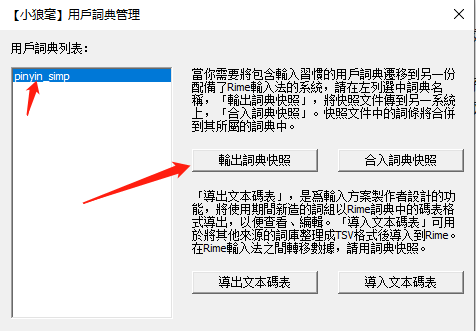 【小狼毫】用戶詞典管理
用戶詞典列表：
pinyin_simp
當你需要將包含輸入習慣的用戶詞典遷移到另一份
配備了Rime輸入法的系統，請在左列選中詞典名
稱，「輸出詞典快照」，將快照文件傳到另一系統
上，「合入詞典快照」。快照文件中的詞條將合併
到其所屬的詞典中。
輸出詞典快照
合入詞典快照
「導出文本碼表」，是爲輸入方案製作者設計的功
能，將使用期間新造的詞組以Rime詞典中的碼表格
式導出，以便查看、編輯。「導入文本碼表」可用
於將其他來源的詞庫整理成TSV格式後導入到Rime。
在Rime輸入法之間轉移數據，請用詞典快照。
導出文本碼表
導入文本碼表